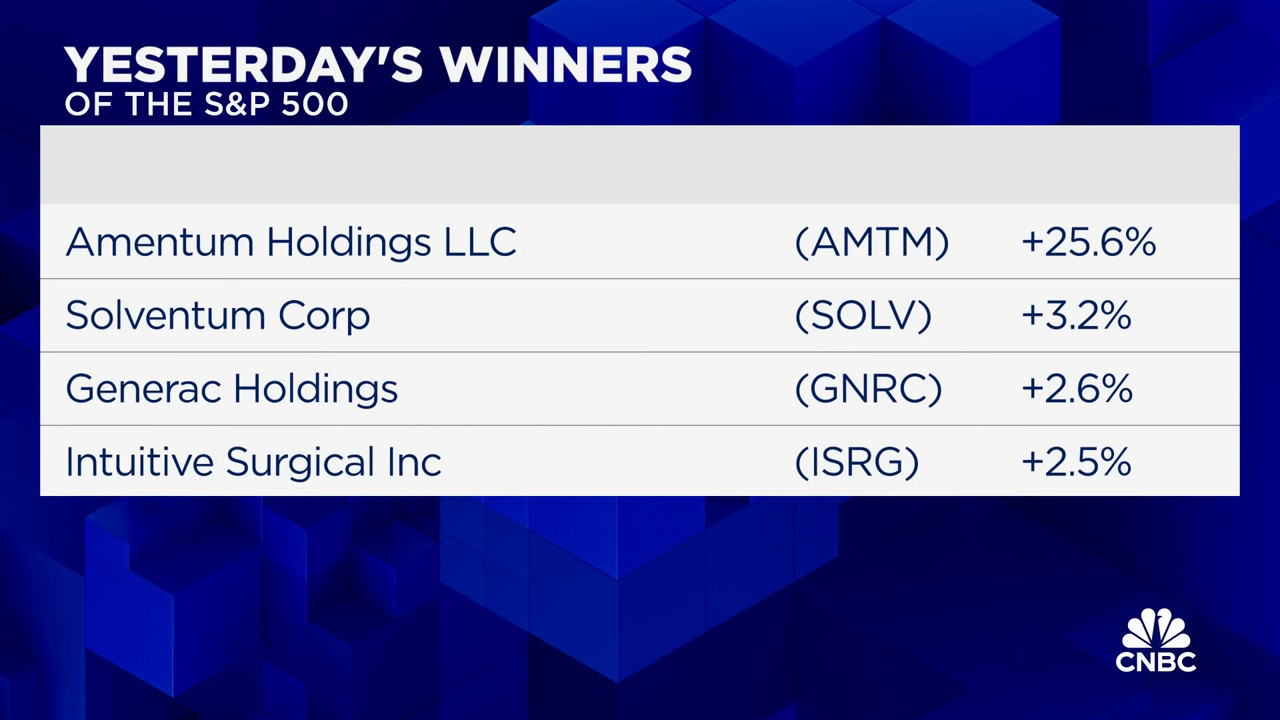 YESTERDAY'S WINNERS
OF THE S&P 500
Amentum Holdings LLC (AMTM) +25.6%
Solventum Corp (SOLV) +3.2%
Generac Holdings (GNRC) +2.6%
Intuitive Surgical Inc (ISRG) +2.5%
CNBC